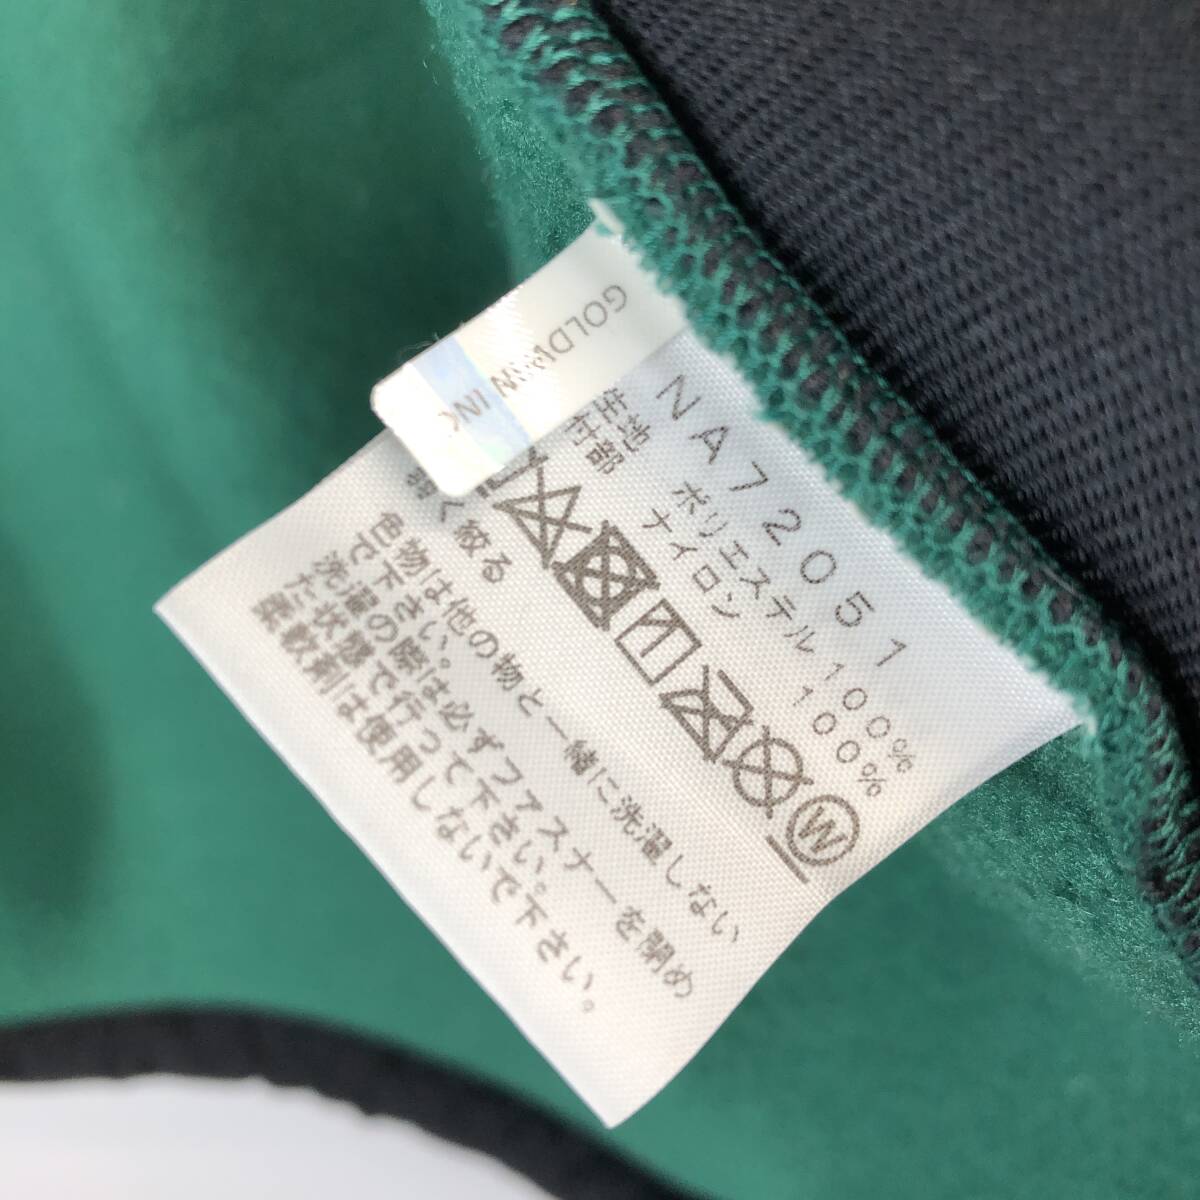 GOLDWIN INC
NA72051
生地 ポリエステル100%
付部 ナイロン 100%
W
弱く絞る
色物は他の物と一緒に洗濯しない
で下さい。
洗濯の際は必ずファスナーを閉め
た状態で行って下さい。
柔軟剤は使用しないで下さい。